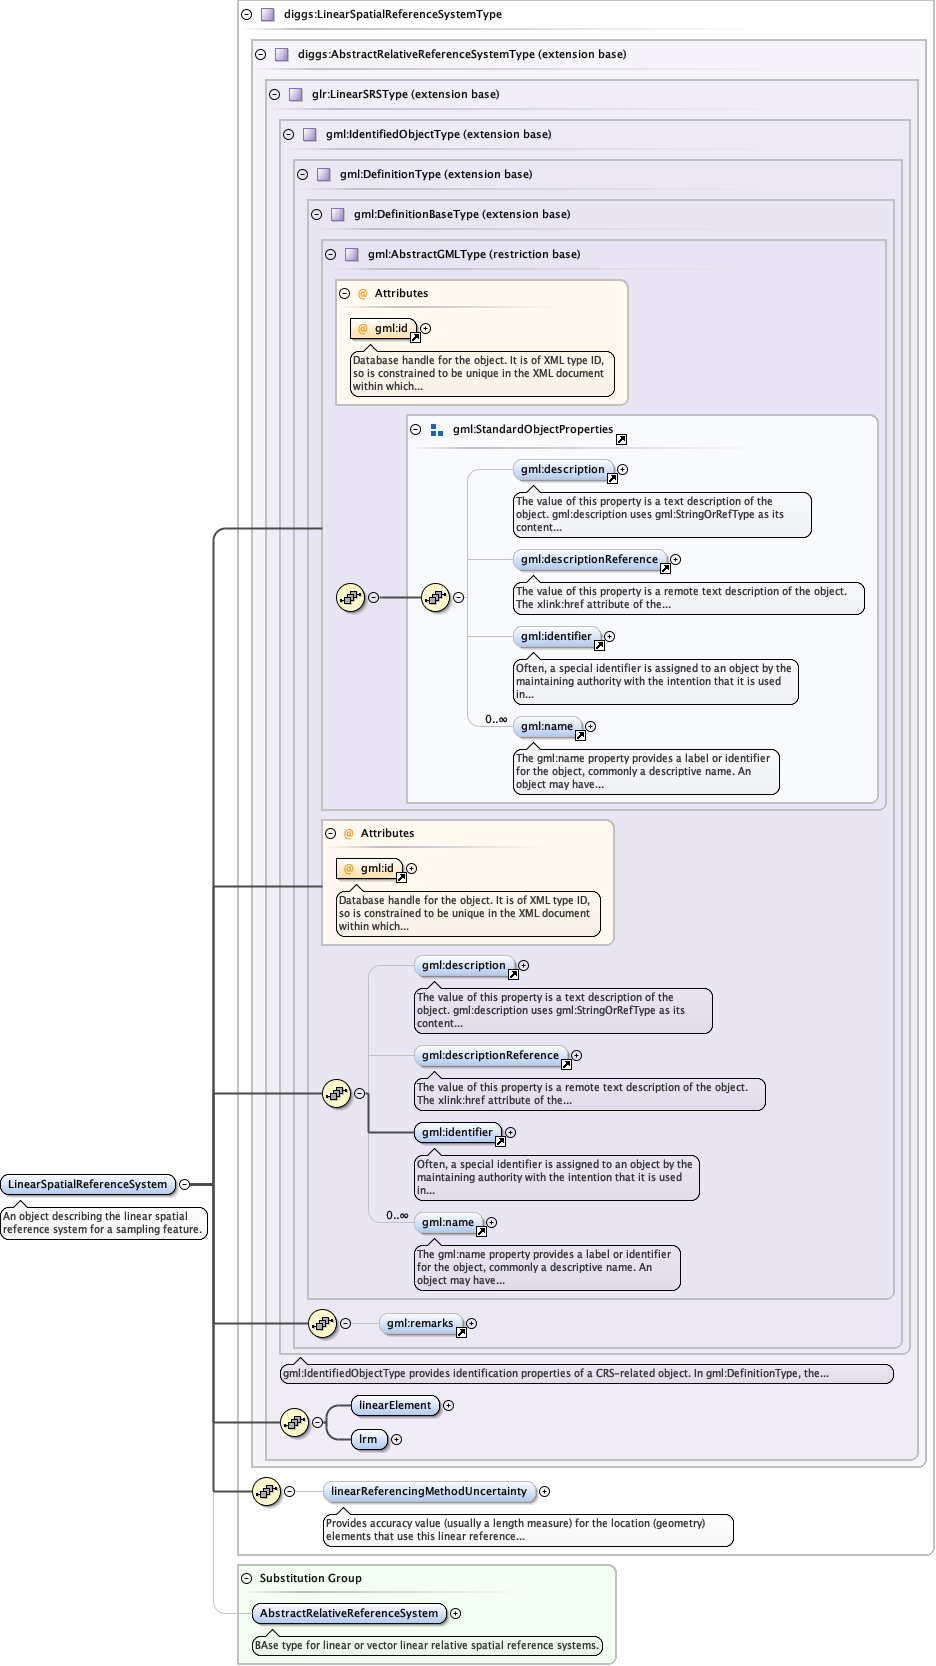 diggs:LinearSpatialReferenceSystemType
diggs:AbstractRelativeReferenceSystemType (extension base)
glr:LinearSRSType (extension base)
gml:IdentifiedObjectType (extension base)
gml:DefinitionType (extension base)
gml:DefinitionBaseType (extension base)
gml:AbstractGMLType (restriction base)
@ Attributes
@ gml:id
Database handle for the object. It is of XML type ID,
so is constrained to be unique in the XML document
within which...
gml:StandardObjectProperties
gml:description
The value of this property is a text description of the
object. gml:description uses gml:StringOrRefType as its
content...
gml:descriptionReference
The value of this property is a remote text description of the object.
The xlink:href attribute of the...
gml:identifier
Often, a special identifier is assigned to an object by the
maintaining authority with the intention that it is used
in...
0..∞
gml:name
The gml:name property provides a label or identifier
for the object, commonly a descriptive name. An
object may have...
@ Attributes
@ gml:id
Database handle for the object. It is of XML type ID,
so is constrained to be unique in the XML document
within which...
gml:description
The value of this property is a text description of the
object. gml:description uses gml:StringOrRefType as its
content...
gml:descriptionReference
The value of this property is a remote text description of the object.
The xlink:href attribute of the...
gml:identifier
Often, a special identifier is assigned to an object by the
maintaining authority with the intention that it is used
in...
LinearSpatialReferenceSystem
An object describing the linear spatial
reference system for a sampling feature.
0..∞
gml:name
The gml:name property provides a label or identifier
for the object, commonly a descriptive name. An
object may have...
gml:remarks
gml:IdentifiedObjectType provides identification properties of a CRS-related object. In gml:DefinitionType, the...
linearElement
lrm
linearReferencingMethodUncertainty
Provides accuracy value (usually a length measure) for the location (geometry)
elements that use this linear reference...
Substitution Group
AbstractRelativeReferenceSystem
BAse type for linear or vector linear relative spatial reference systems.